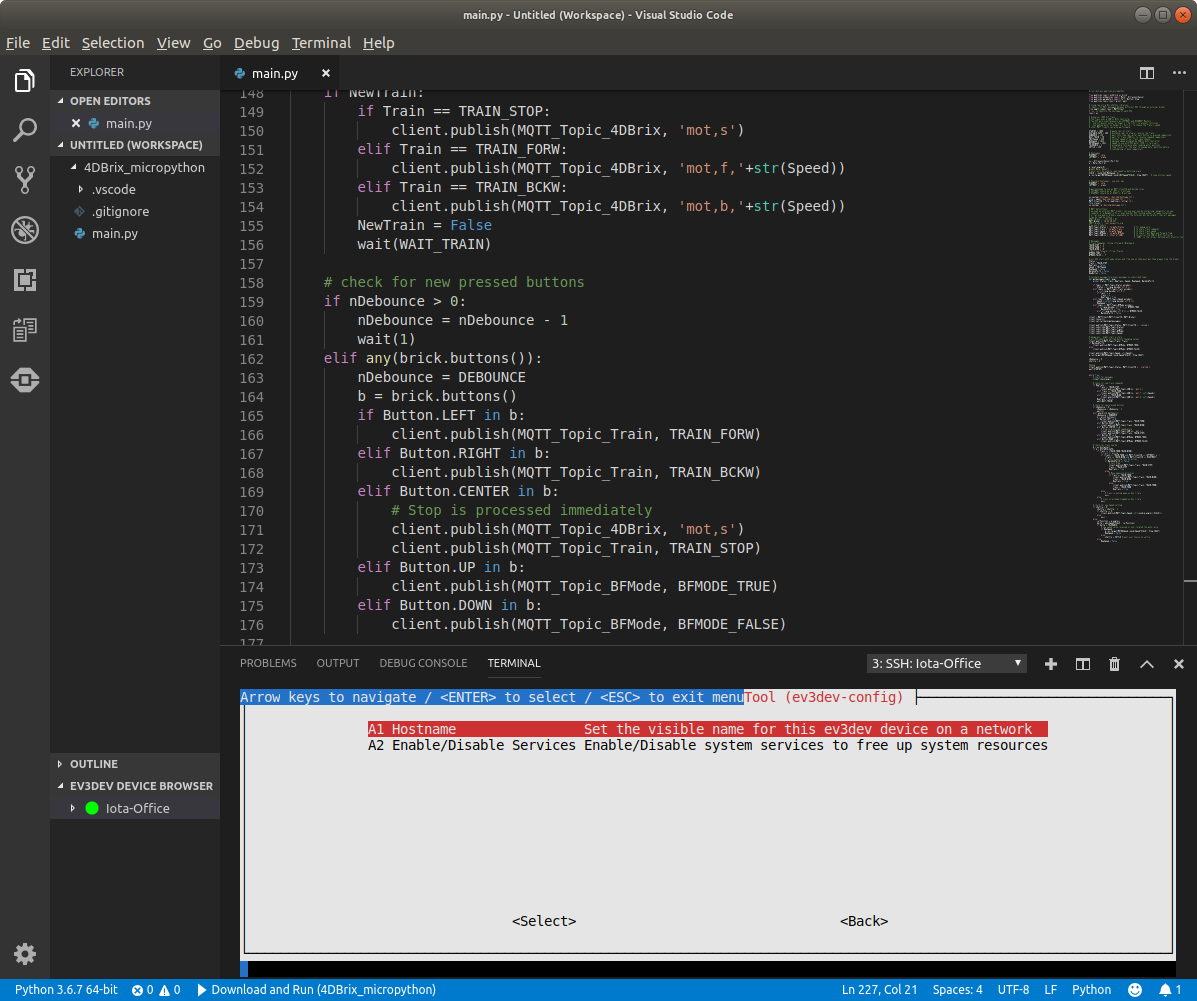 main.py - Untitled (Workspace) - Visual Studio Code
File Edit Selection View Go Debug Terminal Help
EXPLORER
OPEN EDITORS
main.py
UNTITLED (WORKSPACE)
4DBrix_micropython
.vscode
.gitignore
main.py
OUTLINE
EV3DEV DEVICE BROWSER
Iota-Office
main.py
148 if NewTrain:
149 if Train == TRAIN_STOP:
150 client.publish(MQTT_Topic_4DBrix, 'mot,s')
151 elif Train == TRAIN_FORW:
152 client.publish(MQTT_Topic_4DBrix, 'mot,f,'+str(Speed))
153 elif Train == TRAIN_BCKW:
154 client.publish(MQTT_Topic_4DBrix, 'mot,b,'+str(Speed))
155 NewTrain = False
156 wait(WAIT_TRAIN)
157
158 # check for new pressed buttons
159 if nDebounce > 0:
160 nDebounce = nDebounce - 1
161 wait(1)
162 elif any(brick.buttons()):
163 nDebounce = DEBOUNCE
164 b = brick.buttons()
165 if Button.LEFT in b:
166 client.publish(MQTT_Topic_Train, TRAIN_FORW)
167 elif Button.RIGHT in b:
168 client.publish(MQTT_Topic_Train, TRAIN_BCKW)
169 elif Button.CENTER in b:
170 # Stop is processed immediately
171 client.publish(MQTT_Topic_4DBrix, 'mot,s')
172 client.publish(MQTT_Topic_Train, TRAIN_STOP)
173 elif Button.UP in b:
174 client.publish(MQTT_Topic_BFMode, BFMODE_TRUE)
175 elif Button.DOWN in b:
176 client.publish(MQTT_Topic_BFMode, BFMODE_FALSE)
177
PROBLEMS OUTPUT DEBUG CONSOLE TERMINAL 3: SSH: Iota-Office
Arrow keys to navigate / <ENTER> to select / <ESC> to exit menuTool (ev3dev-config)
A1 Hostname Set the visible name for this ev3dev device on a network
A2 Enable/Disable Services Enable/Disable system services to free up system resources
<Select> <Back>
Python 3.6.7 64-bit 0 0 Download and Run (4DBrix_micropython) Ln 227, Col 21 Spaces: 4 UTF-8 LF Python 1